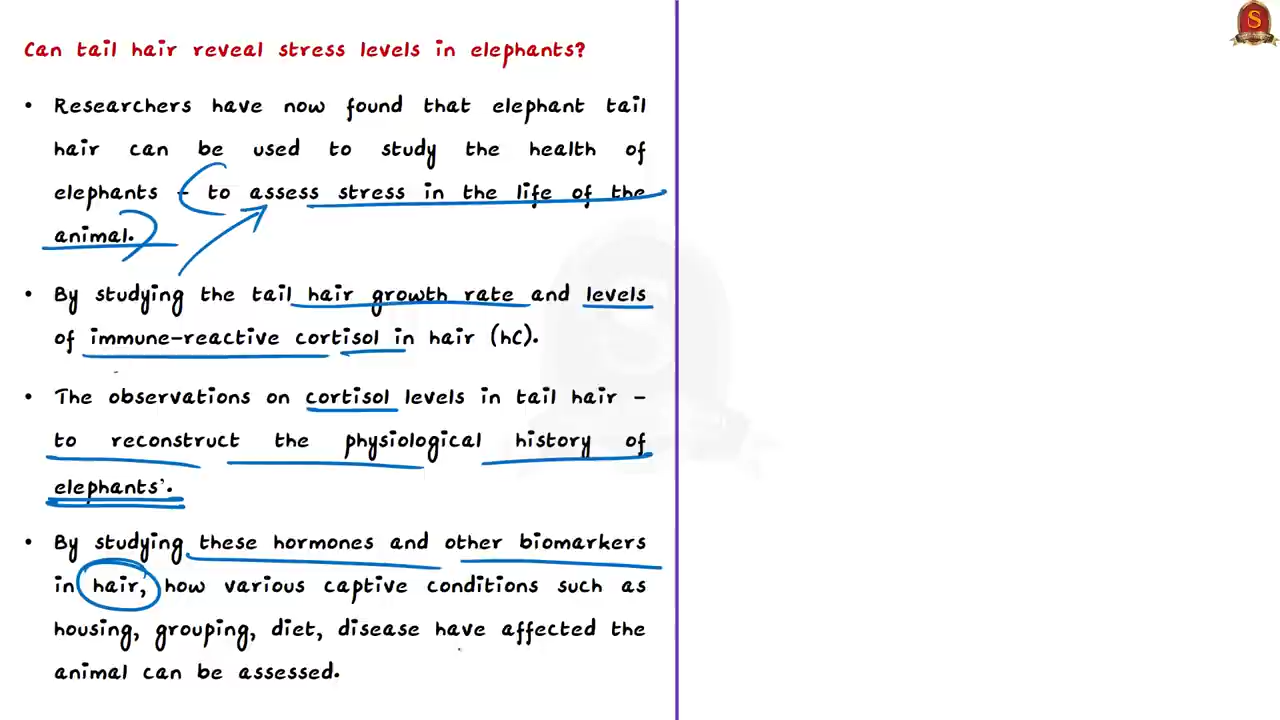 Can tail hair reveal stress levels in elephants?
• Researchers have now found that elephant tail
hair can be used to study the health of
elephants - to assess stress in the life of the
animal.
• By studying the tail hair growth rate and levels
of immune-reactive cortisol in hair (hC).
• The observations on cortisol levels in tail hair –
to reconstruct the physiological history of
elephants'.
• By studying these hormones and other biomarkers
in hair, how various captive conditions such as
housing, grouping, diet, disease have affected the
animal can be assessed.
S